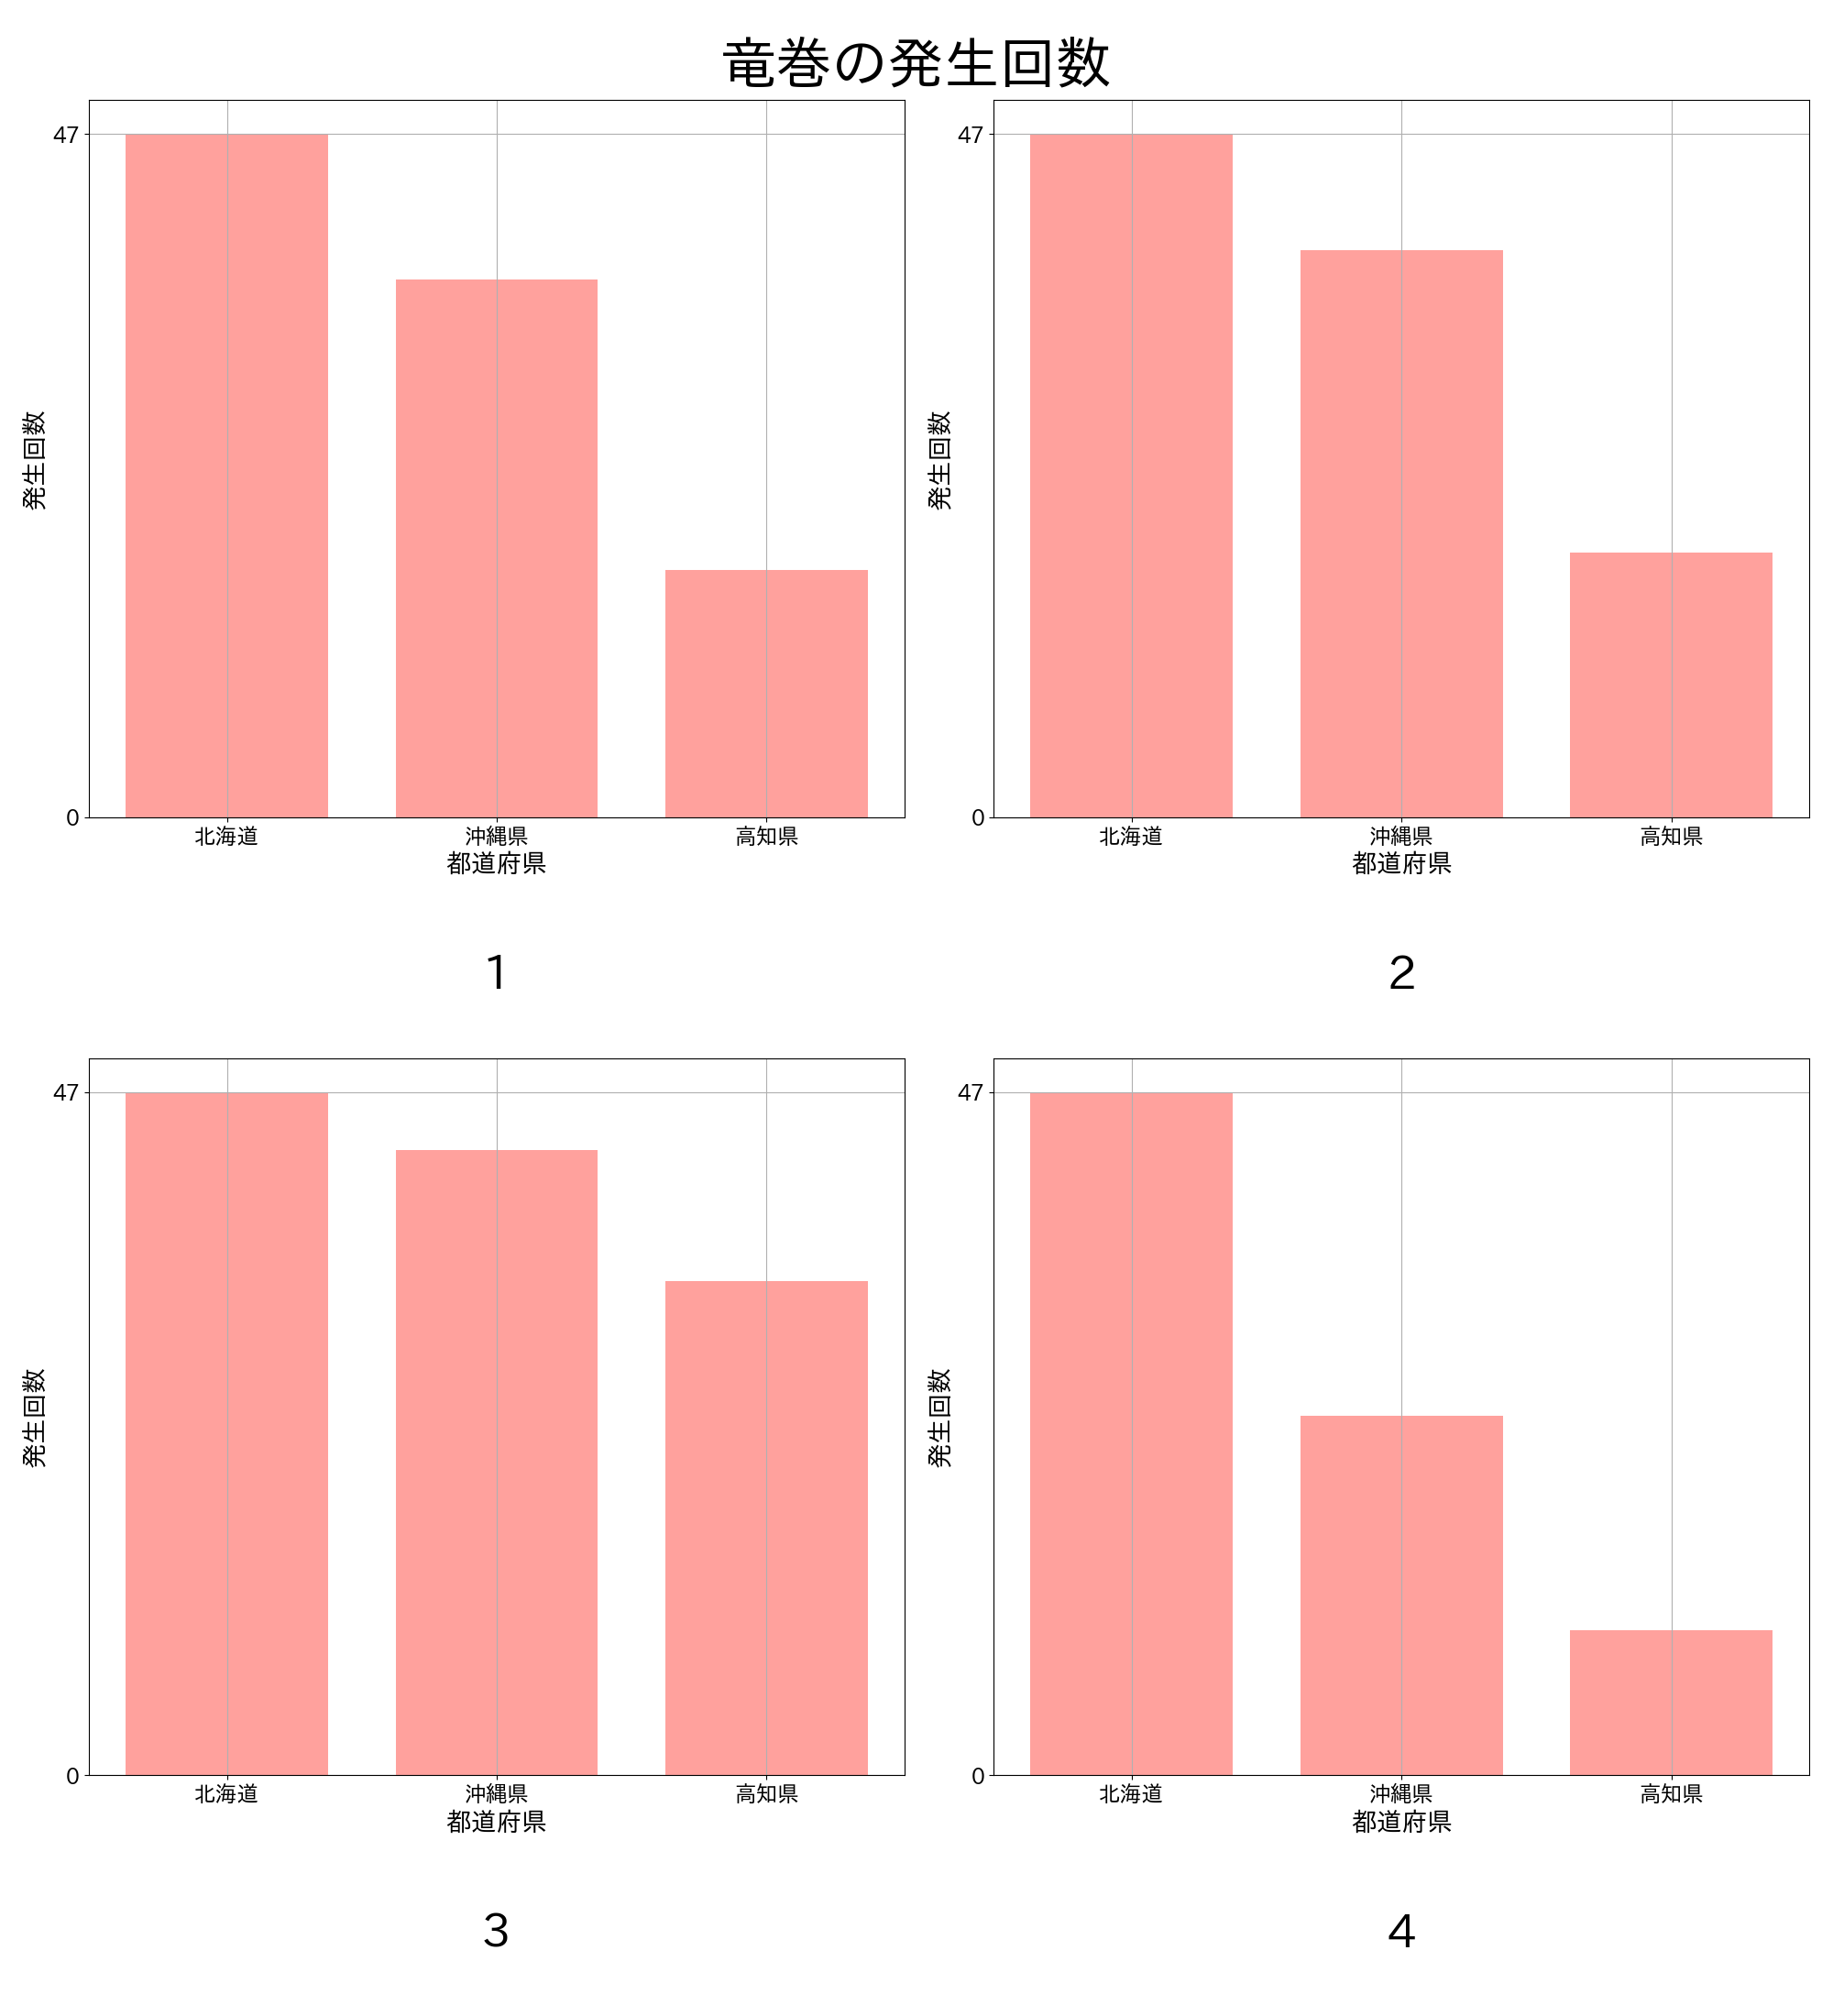 竜巻の発生回数
47
0
発生回数
北海道 沖縄県 高知県
都道府県
1
47
0
発生回数
北海道 沖縄県 高知県
都道府県
2
47
0
発生回数
北海道 沖縄県 高知県
都道府県
3
47
0
発生回数
北海道 沖縄県 高知県
都道府県
4